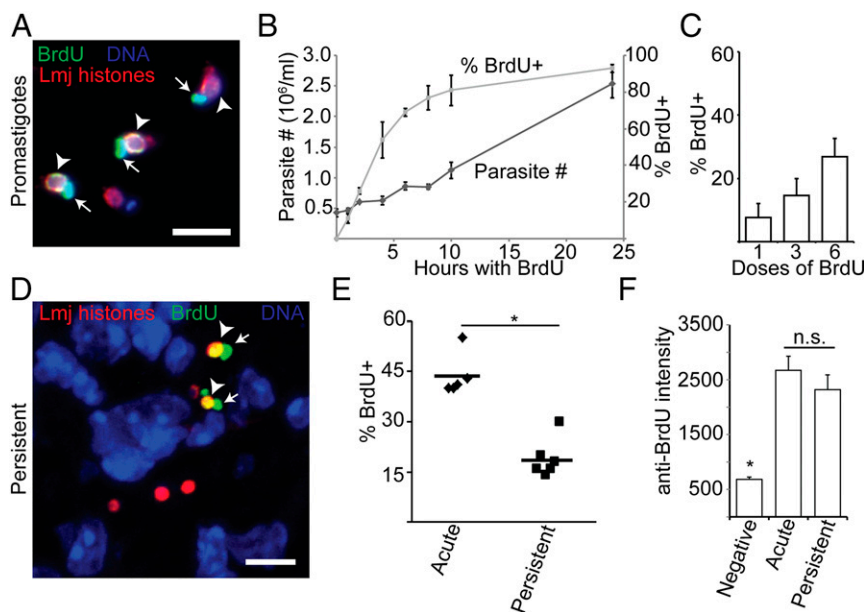 A
BrdU DNA
Lmj histones
Promastigotes
B
3.0
2.5
2.0
1.5
1.0
0.5
Parasite # (10⁶/ml)
% BrdU+
Parasite #
100
80
60
40
20
% BrdU+
5 10 15 20 25
Hours with BrdU
C
60
40
20
% BrdU+
1 3 6
Doses of BrdU
D
Lmj histones BrdU DNA
Persistent
E
60
45
30
15
% BrdU+
*
Acute
Persistent
F
3500
2500
1500
500
anti-BrdU intensity
n.s.
*
Negative
Acute
Persistent